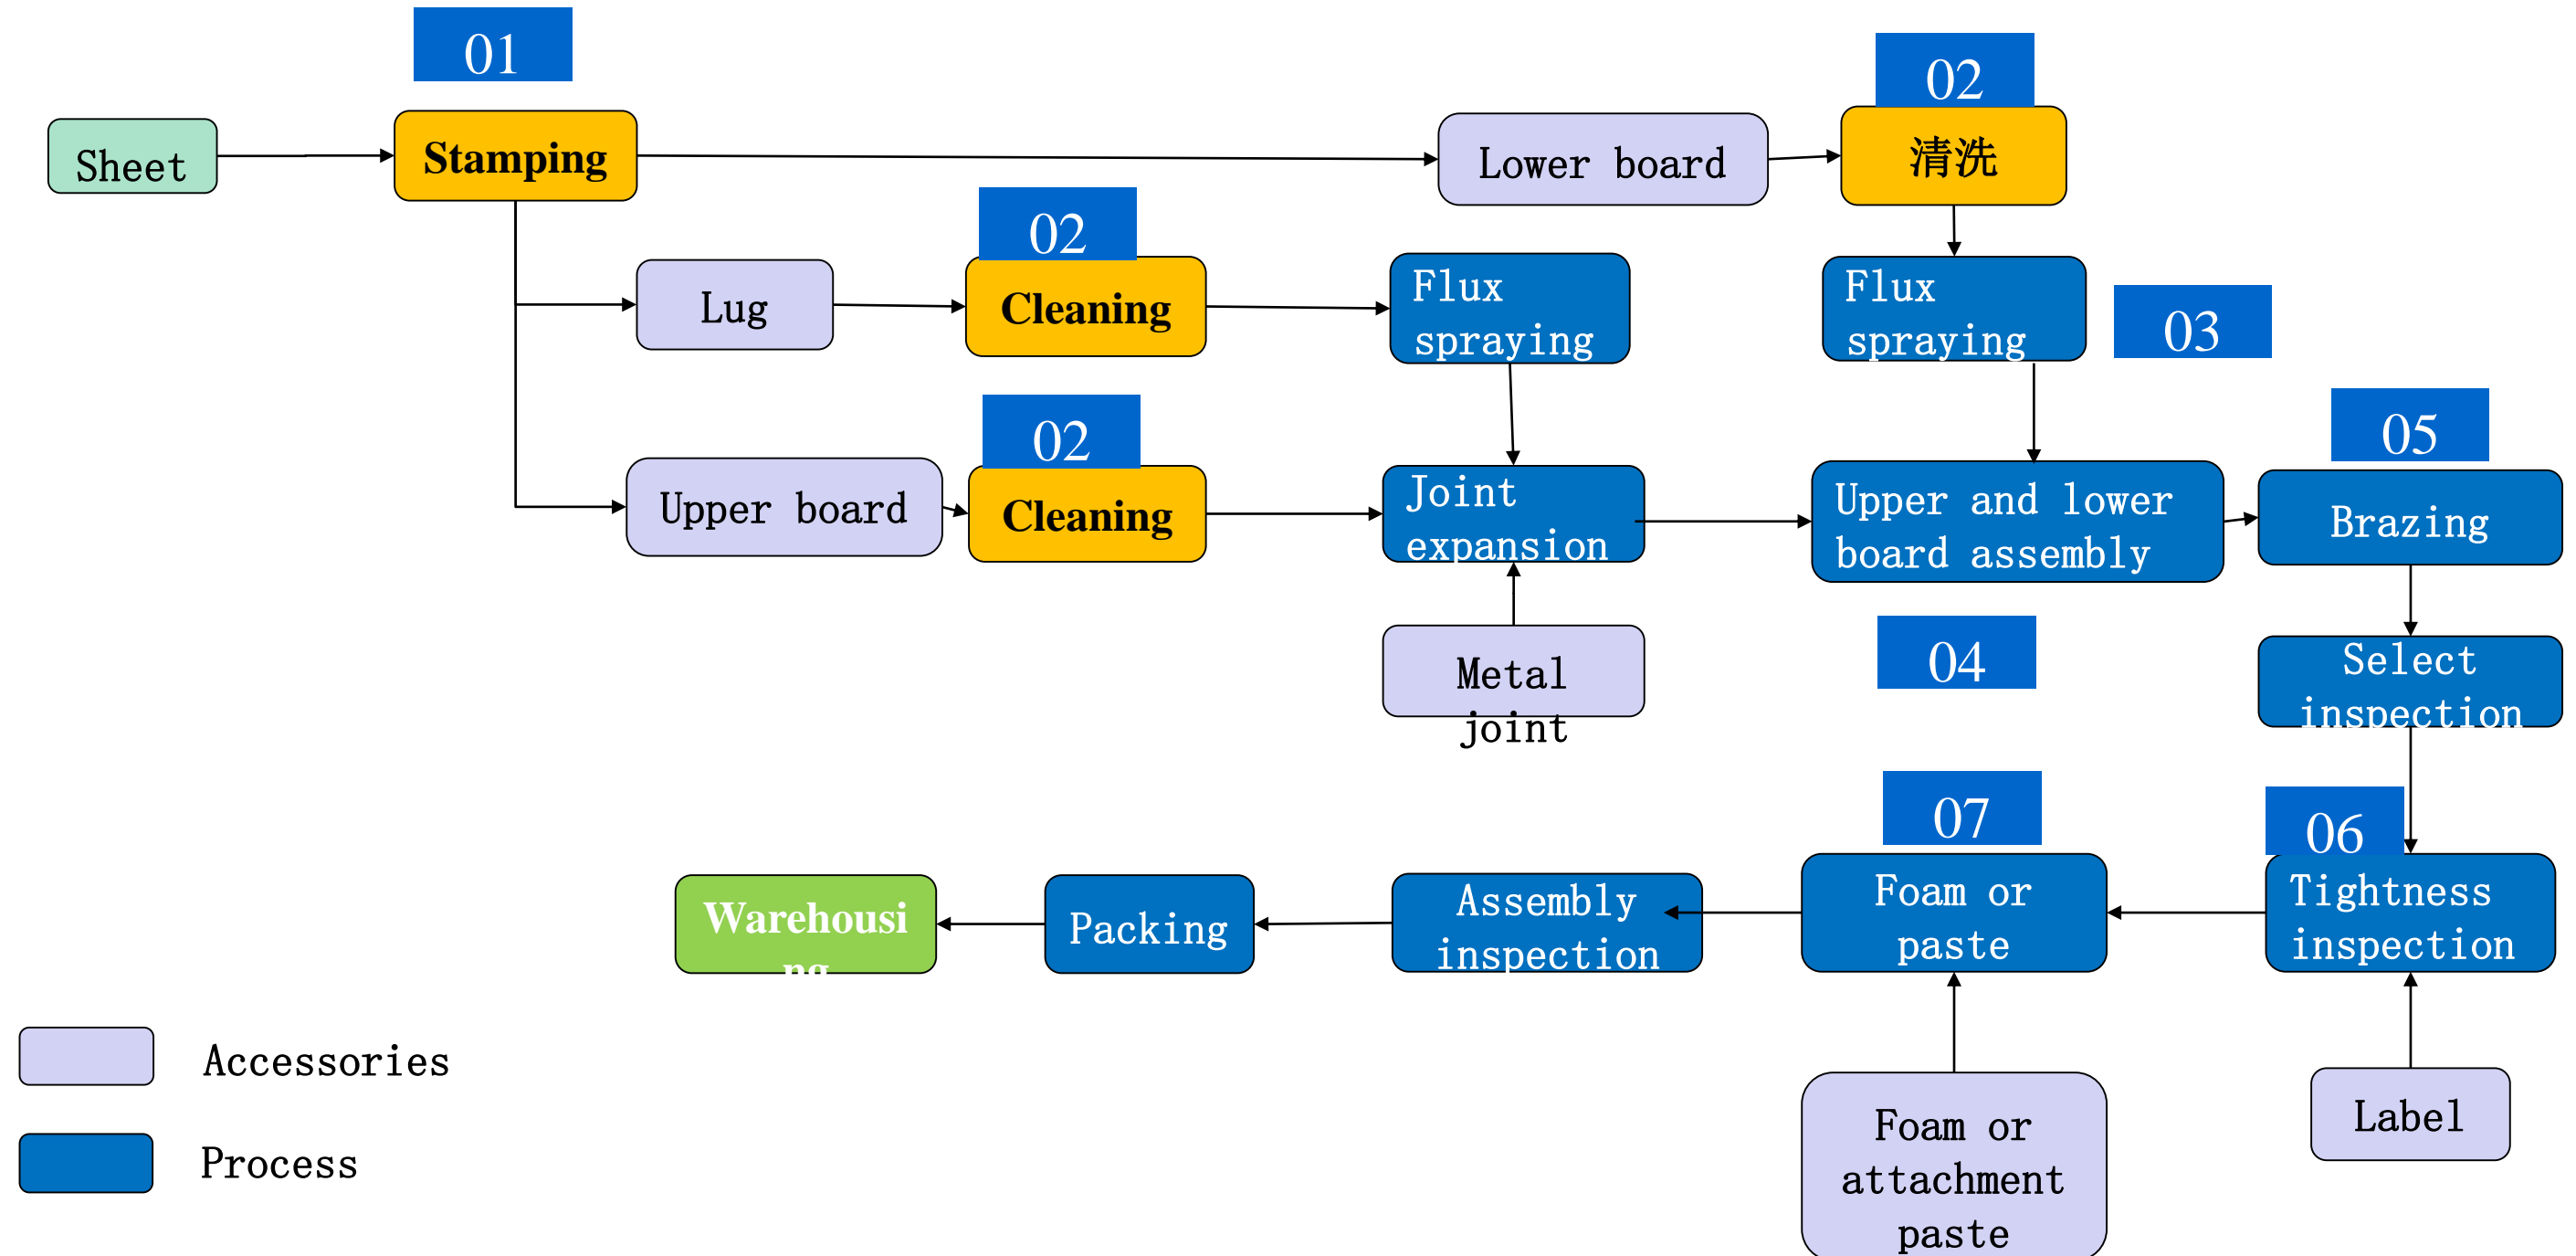 01
02
Sheet
Stamping
Lower board
清洗
02
Lug
Cleaning
Flux
spraying
Flux
spraying
03
02
Upper board
Cleaning
Joint
expansion
Upper and lower
board assembly
05
Brazing
Metal
joint
04
Select
inspection
07
06
Warehousi
ng
Packing
Assembly
inspection
Foam or
paste
Tightness
inspection
Accessories
Process
Foam or
attachment
paste
Label